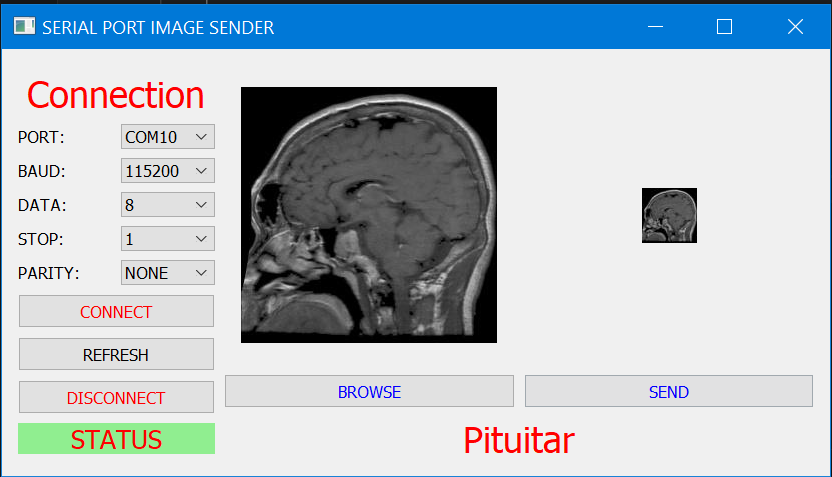 SERIAL PORT IMAGE SENDER
Connection
PORT: COM10
BAUD: 115200
DATA: 8
STOP: 1
PARITY: NONE
CONNECT
REFRESH
DISCONNECT
STATUS
BROWSE
SEND
Pituitar